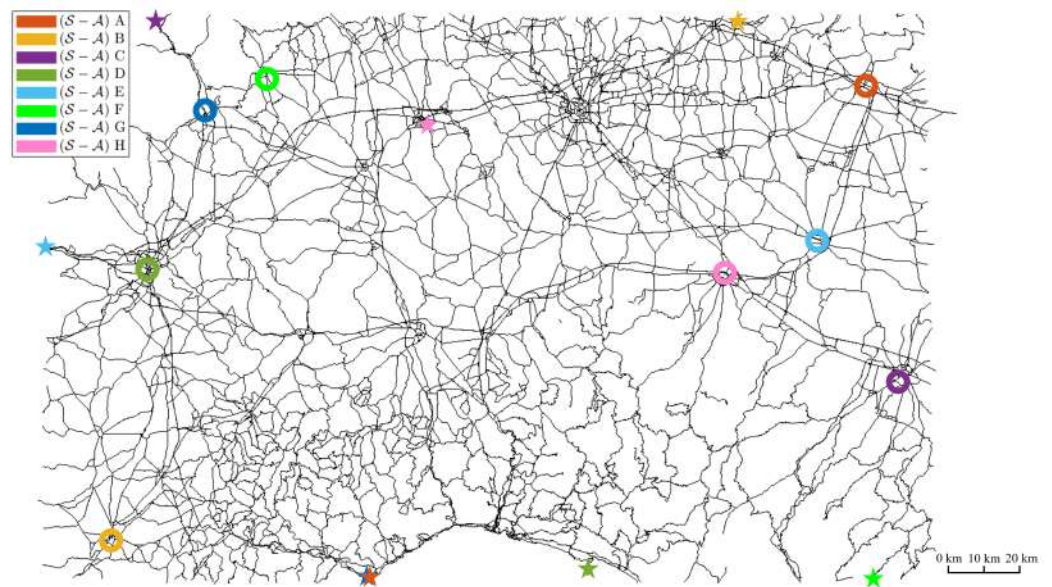 (S − A) A
(S − A) B
(S − A) C
(S − A) D
(S − A) E
(S − A) F
(S − A) G
(S − A) H
0 km 10 km 20 km